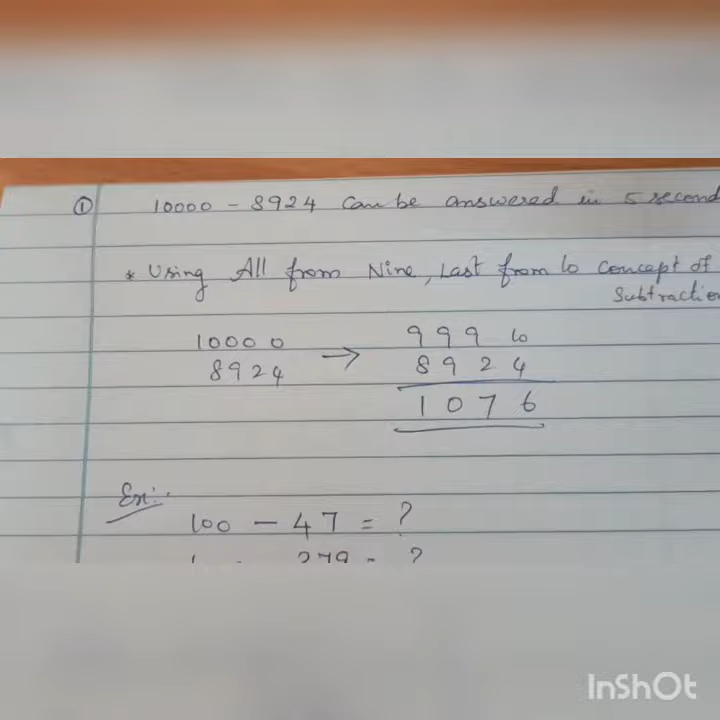 ① 10000 - 8924 can be answered in 5 second
* Using All from Nine, Last from 10 concept of
Subtraction
10000 → 9 9 9 10
8924 8 9 2 4
1 0 7 6
Ex:-
100 - 47 = ?
InShOt